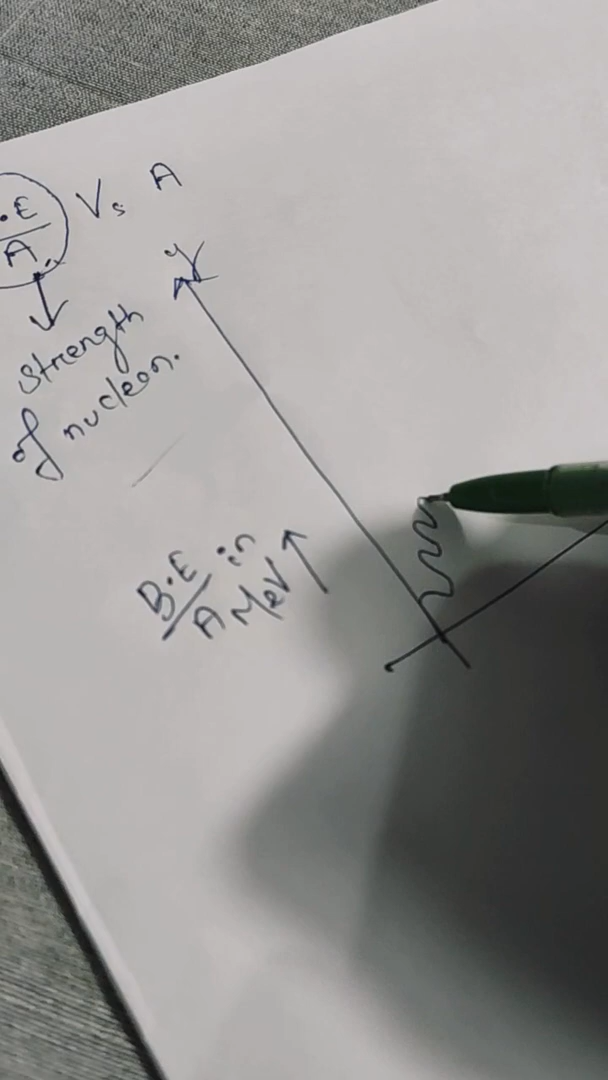 .E/A Vs A
y
strength
of nucleon.
B.E/A in
MeV ↑